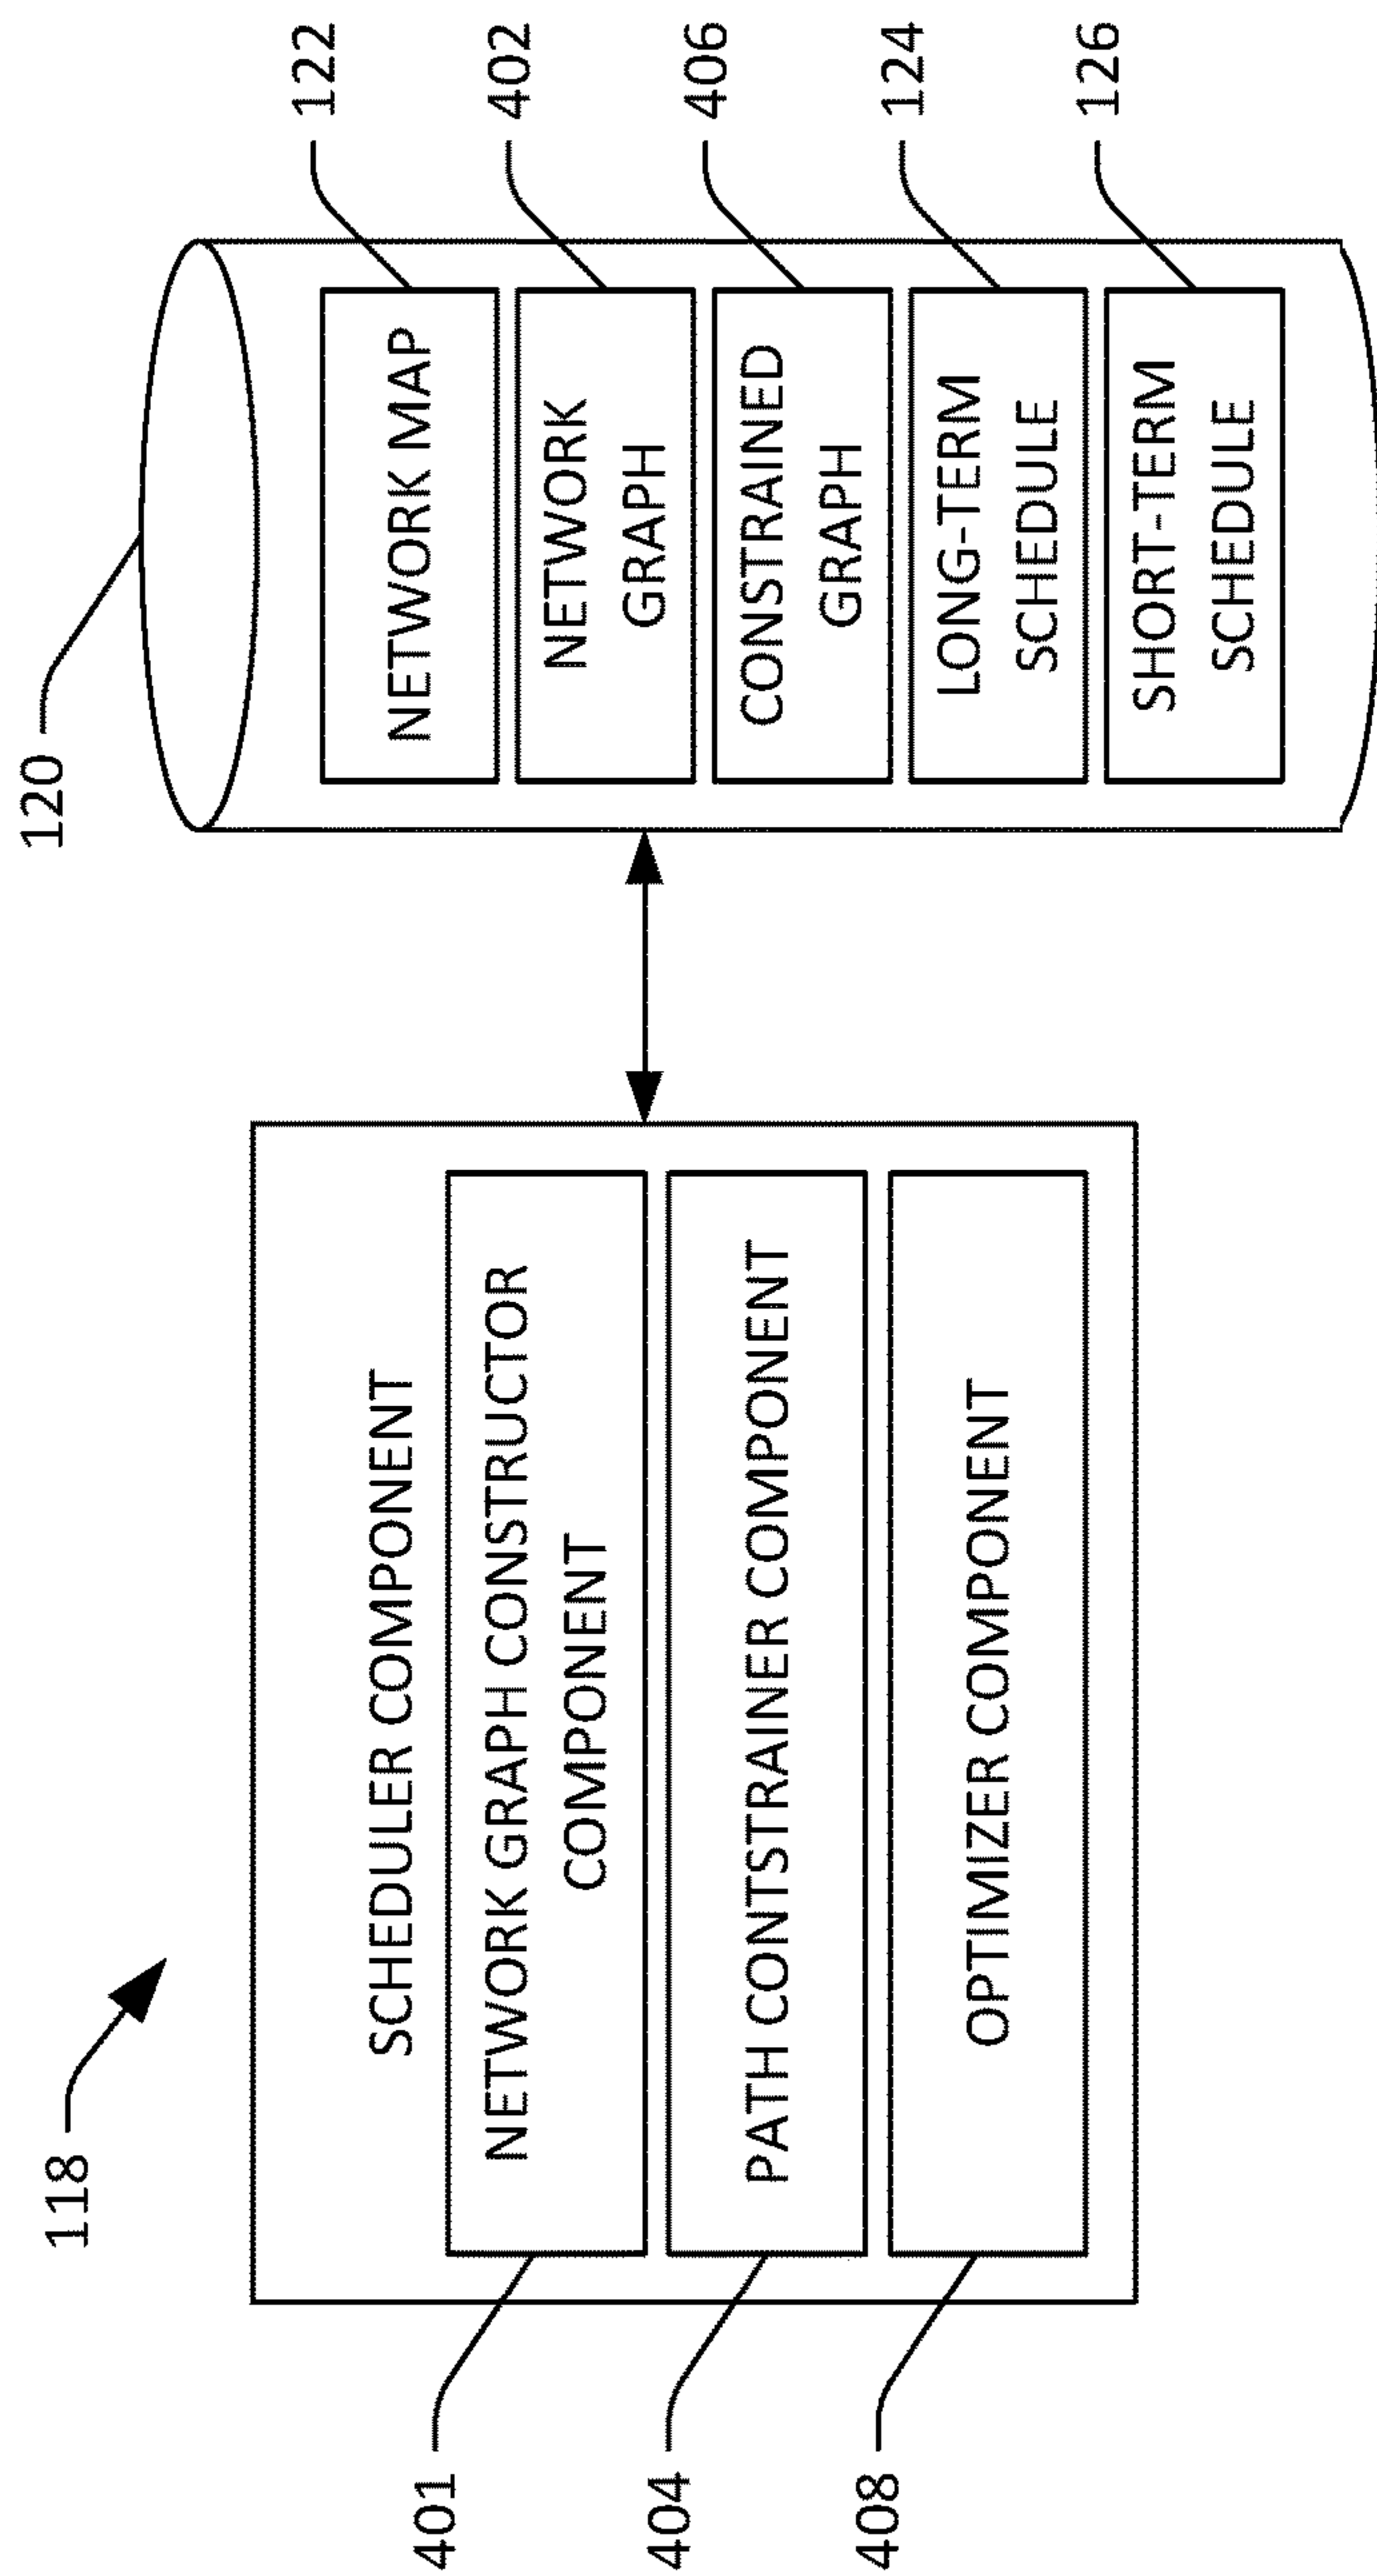 118
SCHEDULER COMPONENT
401
NETWORK GRAPH CONSTRUCTOR
COMPONENT
404
PATH CONTSTRAINER COMPONENT
408
OPTIMIZER COMPONENT
120
NETWORK MAP
122
NETWORK
GRAPH
402
CONSTRAINED
GRAPH
406
LONG-TERM
SCHEDULE
124
SHORT-TERM
SCHEDULE
126